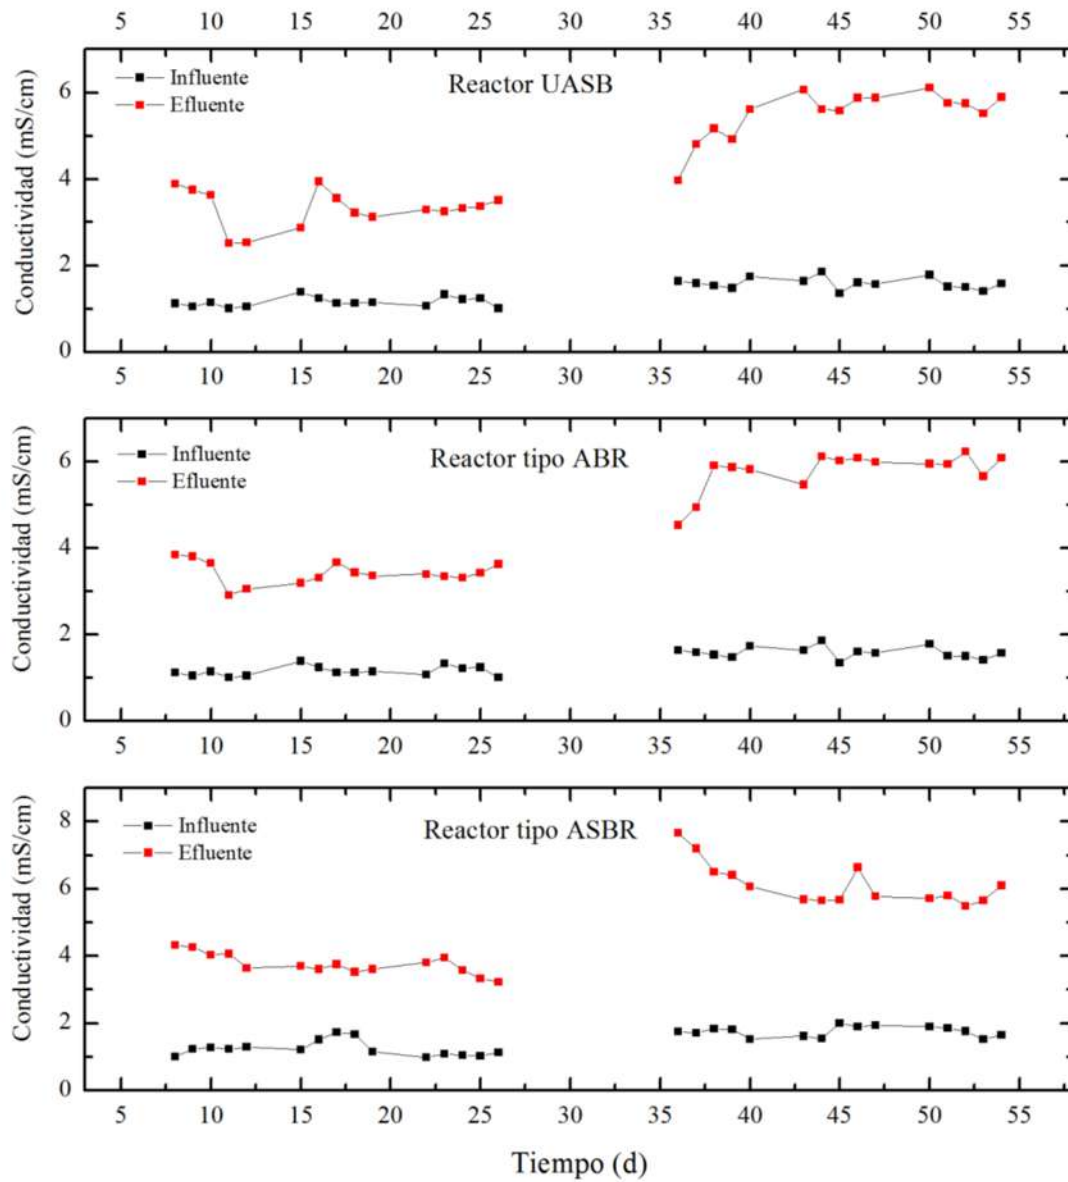 5 10 15 20 25 30 35 40 45 50 55
Influente
Efluente
Reactor UASB
Conductividad (mS/cm)
6
4
2
0
5 10 15 20 25 30 35 40 45 50 55
Influente
Efluente
Reactor tipo ABR
Conductividad (mS/cm)
6
4
2
0
5 10 15 20 25 30 35 40 45 50 55
Influente
Efluente
Reactor tipo ASBR
Conductividad (mS/cm)
8
6
4
2
0
5 10 15 20 25 30 35 40 45 50 55
Tiempo (d)